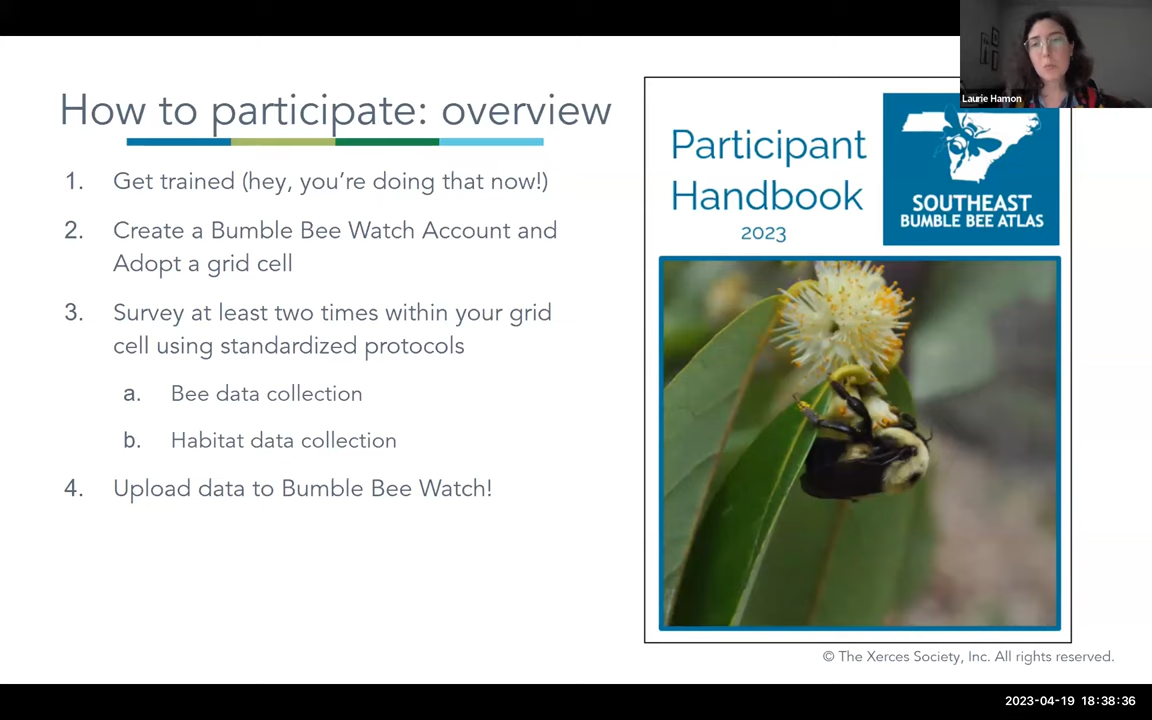 Laurie Hamon
How to participate: overview
1. Get trained (hey, you're doing that now!)
2. Create a Bumble Bee Watch Account and
Adopt a grid cell
3. Survey at least two times within your grid
cell using standardized protocols
a. Bee data collection
b. Habitat data collection
4. Upload data to Bumble Bee Watch!
Participant
Handbook
2023
SOUTHEAST
BUMBLE BEE ATLAS
© The Xerces Society, Inc. All rights reserved.
2023-04-19 18:38:36